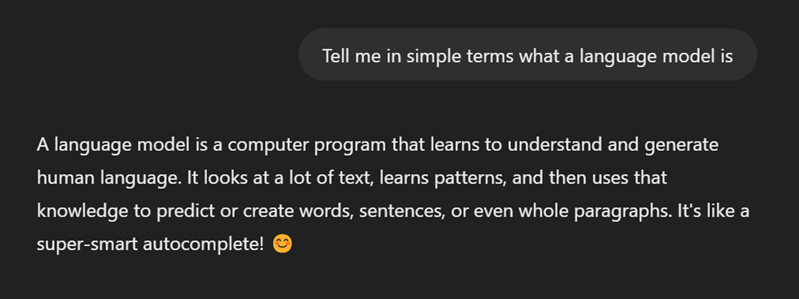 Tell me in simple terms what a language model is
A language model is a computer program that learns to understand and generate
human language. It looks at a lot of text, learns patterns, and then uses that
knowledge to predict or create words, sentences, or even whole paragraphs. It's like a
super-smart autocomplete! 😊